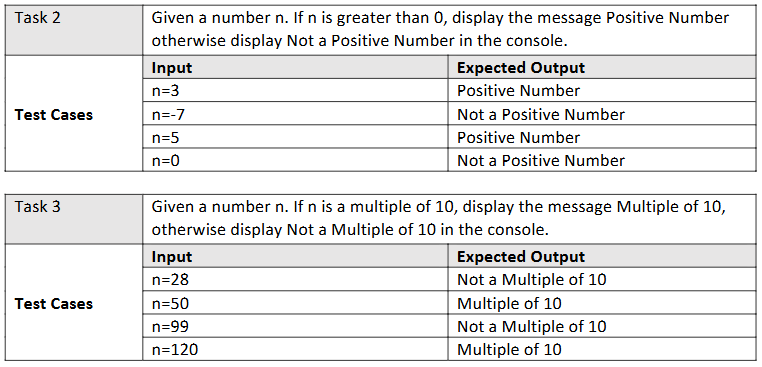 Task 2 Given a number n. If n is greater than 0, display the message Positive Number
otherwise display Not a Positive Number in the console.
Input Expected Output
n=3 Positive Number
Test Cases n=-7 Not a Positive Number
n=5 Positive Number
n=0 Not a Positive Number
Task 3 Given a number n. If n is a multiple of 10, display the message Multiple of 10,
otherwise display Not a Multiple of 10 in the console.
Input Expected Output
n=28 Not a Multiple of 10
Test Cases n=50 Multiple of 10
n=99 Not a Multiple of 10
n=120 Multiple of 10